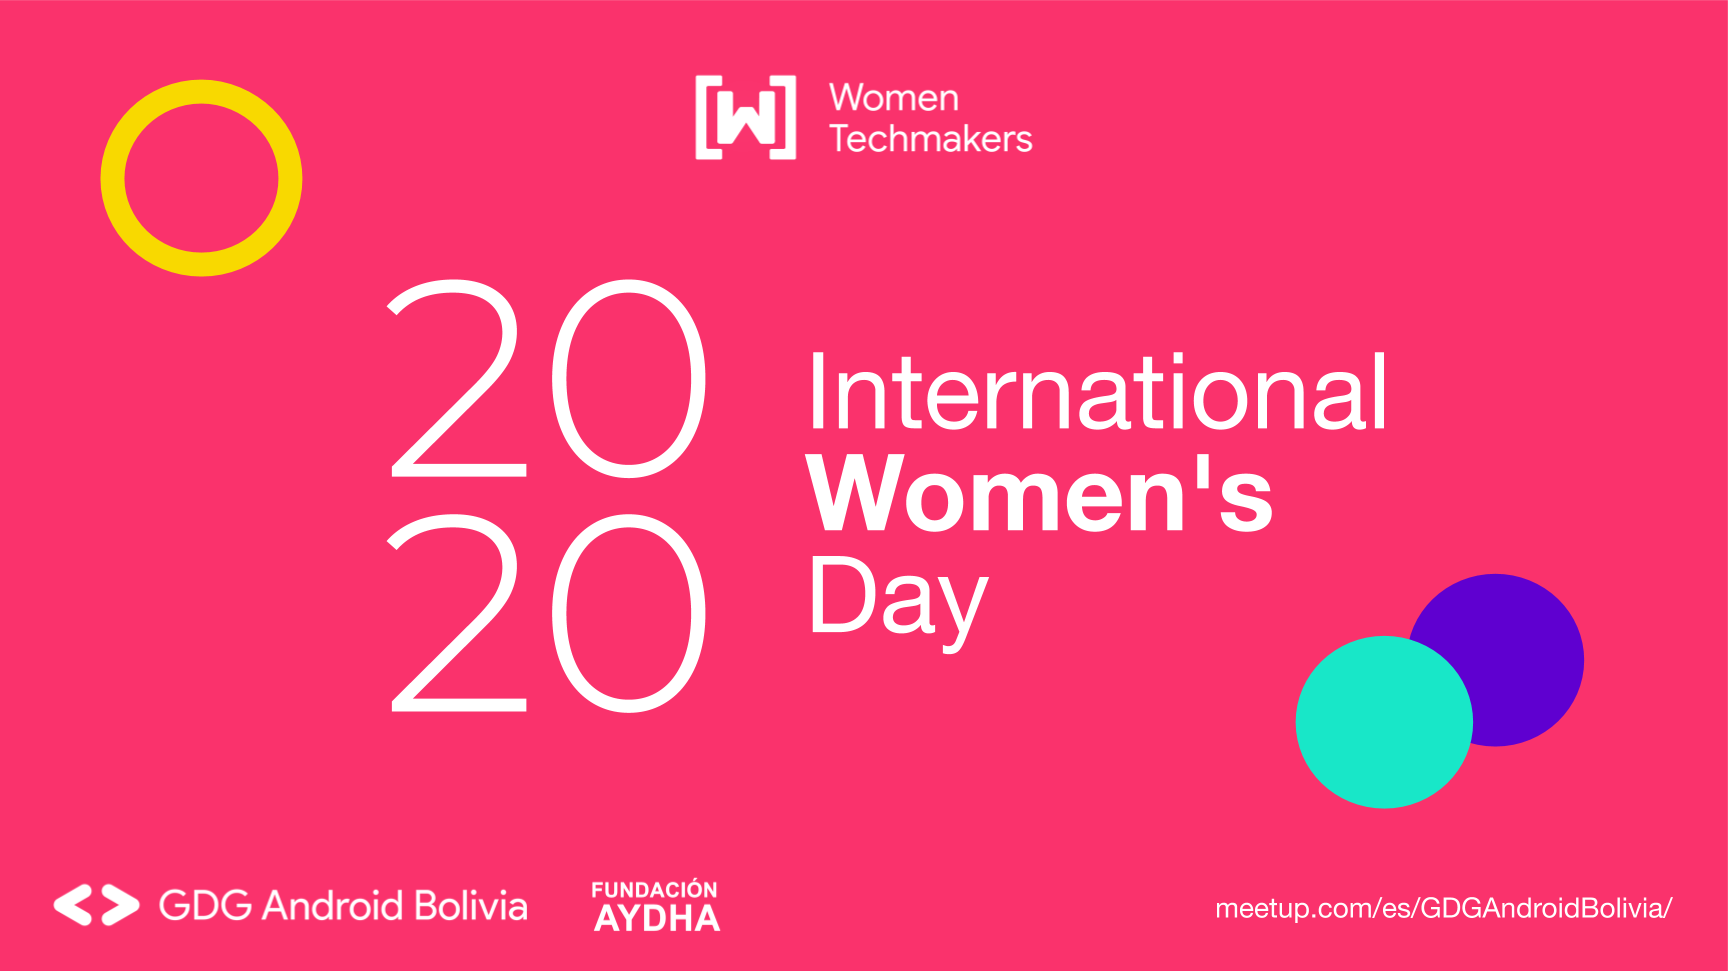 Women
Techmakers
20
20
International
Women's
Day
GDG Android Bolivia
FUNDACIÓN
AYDHA
meetup.com/es/GDGAndroidBolivia/